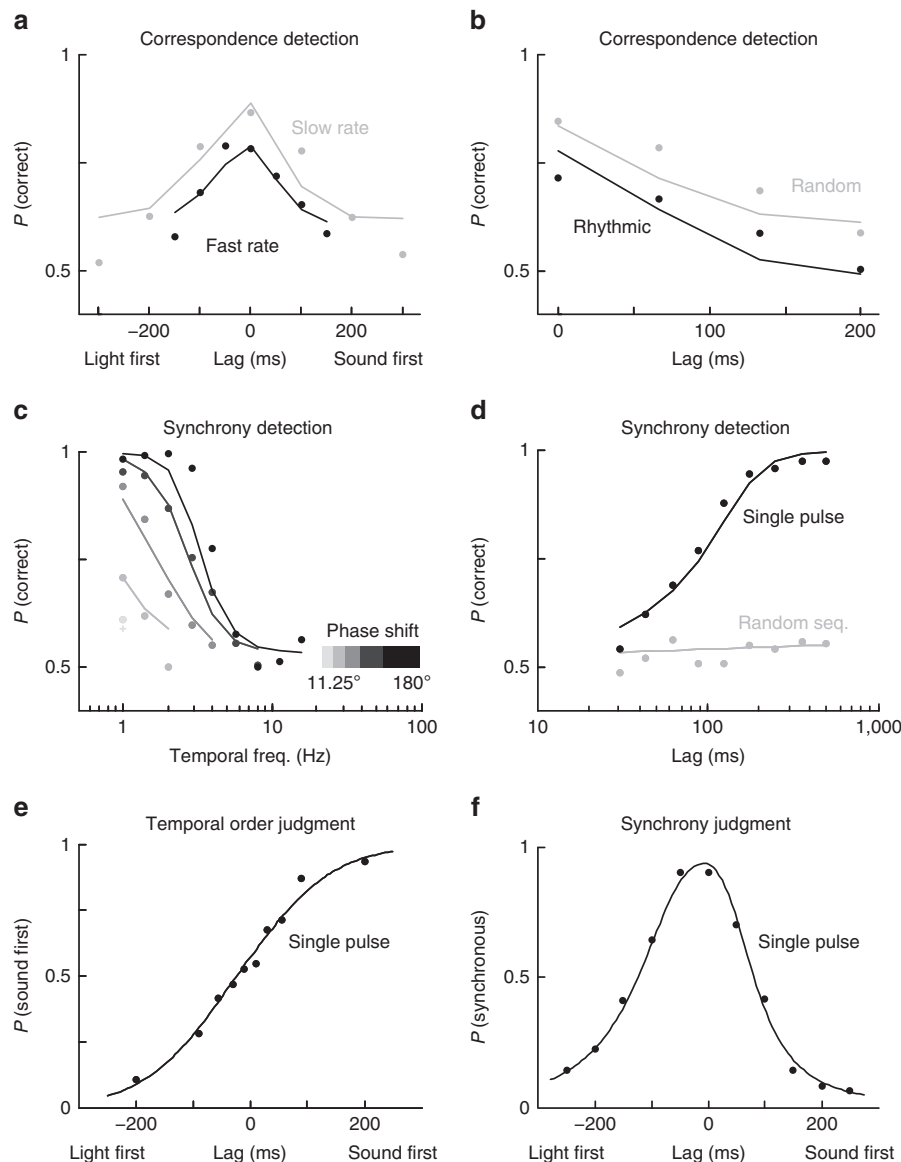 a
Correspondence detection
1
P (correct)
0.5
Slow rate
Fast rate
−200 0 200
Light first Lag (ms) Sound first
b
Correspondence detection
1
P (correct)
0.5
Random
Rhythmic
0 100 200
Lag (ms)
c
Synchrony detection
1
P (correct)
0.5
Phase shift
11.25° 180°
1 10 100
Temporal freq. (Hz)
d
Synchrony detection
1
P (correct)
0.5
Single pulse
Random seq.
10 100 1,000
Lag (ms)
e
Temporal order judgment
1
P (sound first)
0.5
0
Single pulse
−200 0 200
Light first Lag (ms) Sound first
f
Synchrony judgment
1
P (synchronous)
0.5
0
Single pulse
−200 0 200
Light first Lag (ms) Sound first